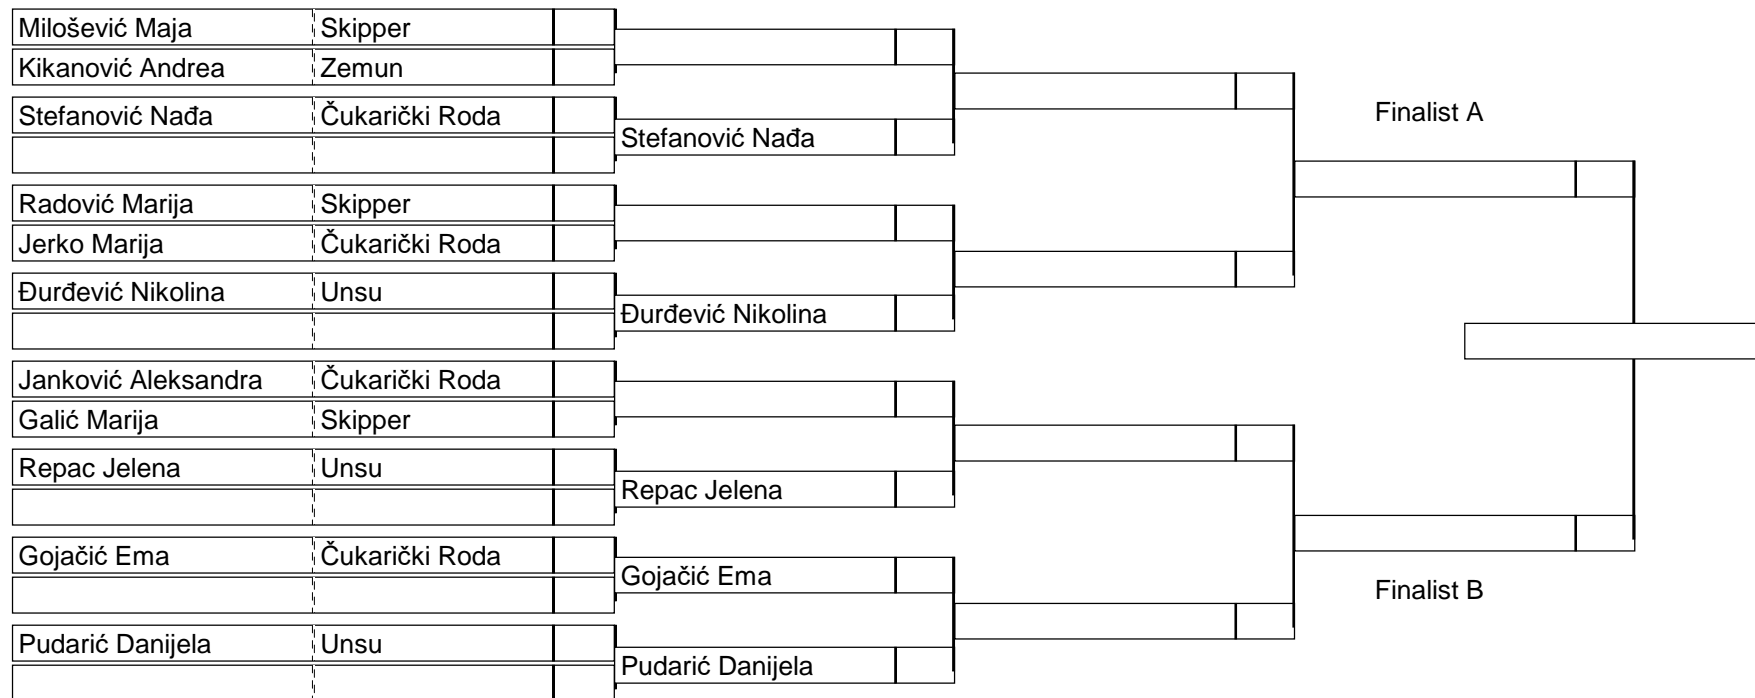 Milošević Maja Skipper
Kikanović Andrea Zemun
Finalist A
Stefanović Nađa Čukarički Roda
Stefanović Nađa
Radović Marija Skipper
Jerko Marija Čukarički Roda
Đurđević Nikolina Unsu
Đurđević Nikolina
Janković Aleksandra Čukarički Roda
Galić Marija Skipper
Repac Jelena Unsu
Repac Jelena
Gojačić Ema Čukarički Roda
Gojačić Ema
Finalist B
Pudarić Danijela Unsu
Pudarić Danijela